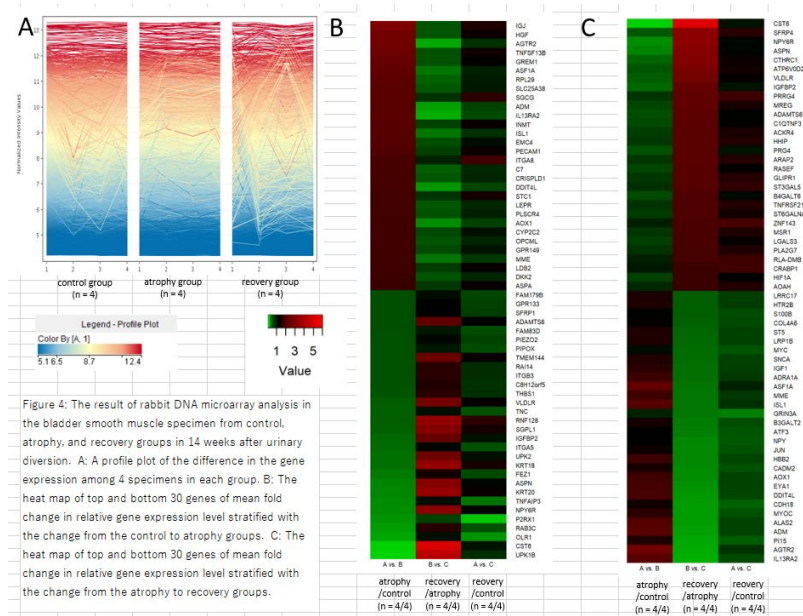 A
Normalized Intensity Values
13
12
11
10
9
8
7
6
5
1 2 3 4 1 2 3 4 1 2 3 4
control group
(n = 4)
atrophy group
(n = 4)
reovery group
(n = 4)
Legend - Profile Plot
Color By [A, 1]
5.1 6.5 8.7 12.4
1 3 5
Value
Figure 4: The result of rabbit DNA microarray analysis in
the bladder smooth muscle specimen from control,
atrophy, and recovery groups in 14 weeks after urinary
diversion. A: A profile plot of the difference in the gene
expression among 4 specimens in each group. B: The
heat map of top and bottom 30 genes of mean fold
change in relative gene expression level stratified with
the change from the control to atrophy groups. C: The
heat map of top and bottom 30 genes of mean fold
change in relative gene expression level stratified with
the change from the atrophy to recovery groups.
B
IGJ
HGF
AGTR2
TNFSF13B
GREM1
ASF1A
RPL29
SLC25A38
SGCG
ADM
IL13RA2
INMT
ISL1
EMC4
PECAM1
ITGA8
C7
CRISPLD1
DDIT4L
STC1
LEPR
PLSCR4
AOX1
CYP2C2
OPCML
GPR149
MME
LDB2
DKK2
ASPA
FAM179B
GPR133
SFRP1
ADAMTS8
FAM83D
PIEZO2
PIPOX
TMEM144
RAI14
ITGB3
C8H12orf5
THBS1
VLDLR
TNC
RNF128
SGPL1
IGFBP2
ITGA5
UPK2
KRT18
FEZ1
ASPN
KRT20
TNFAIP3
NPY6R
P2RX1
RAB3C
OLR1
CST6
UPK1B
A vs. B B vs. C A vs. C
atrophy
/control
(n = 4/4)
recovery
/atrophy
(n = 4/4)
reovery
/control
(n = 4/4)
C
CST6
SFRP4
NPY6R
ASPN
CTHRC1
ATP6V0D2
VLDLR
IGFBP2
PRRG4
MREG
ADAMTS6
C1QTNF3
ACKR4
HHIP
PRG4
ARAP2
RASEF
GLIPR1
ST3GAL5
B4GALT6
TNFRSF21
ST6GALNA
ZNF143
MSR1
LGALS3
PLA2G7
RLA-DMB
CRABP1
HIF1A
AOAH
LRRC17
HTR2B
S100B
COL4A6
ST5
LRP1B
MYC
SNCA
IGF1
ADRA1A
ASF1A
MME
ISL1
GRIN3A
B3GALT2
ATF3
NPY
JUN
HBB2
CADM2
AOX1
EYA1
DDIT4L
CDH18
MYOC
ALAS2
ADM
PI15
AGTR2
IL13RA2
A vs. B B vs. C A vs. C
atrophy
/control
(n = 4/4)
recovery
/atrophy
(n = 4/4)
reovery
/control
(n = 4/4)